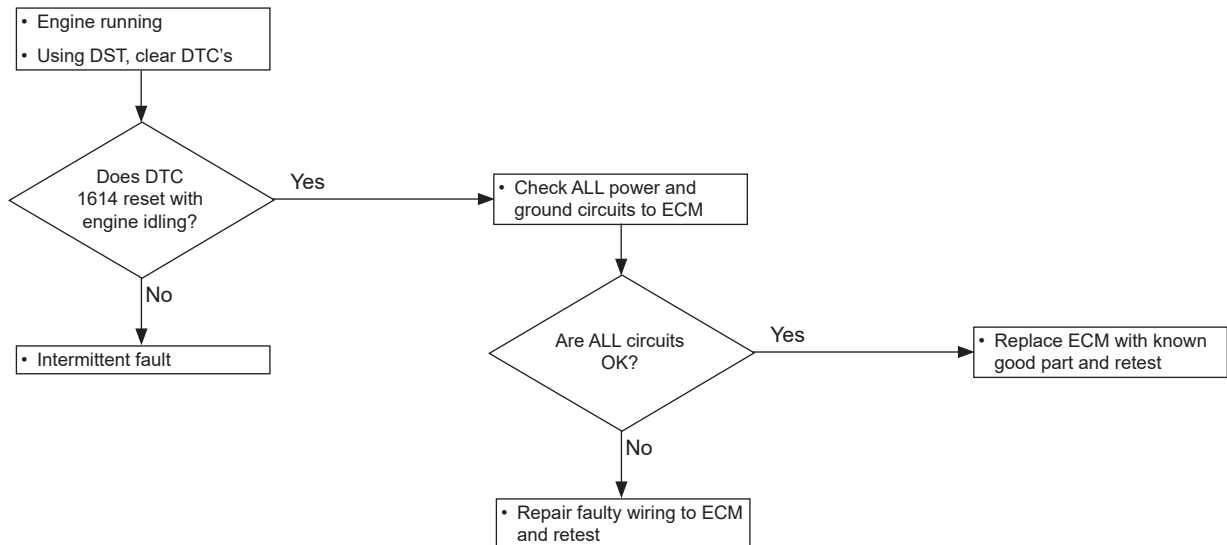 • Engine running
• Using DST, clear DTC's
Does DTC
1614 reset with
engine idling?
Yes
• Check ALL power and
ground circuits to ECM
No
• Intermittent fault
Are ALL circuits
OK?
Yes
• Replace ECM with known
good part and retest
No
• Repair faulty wiring to ECM
and retest